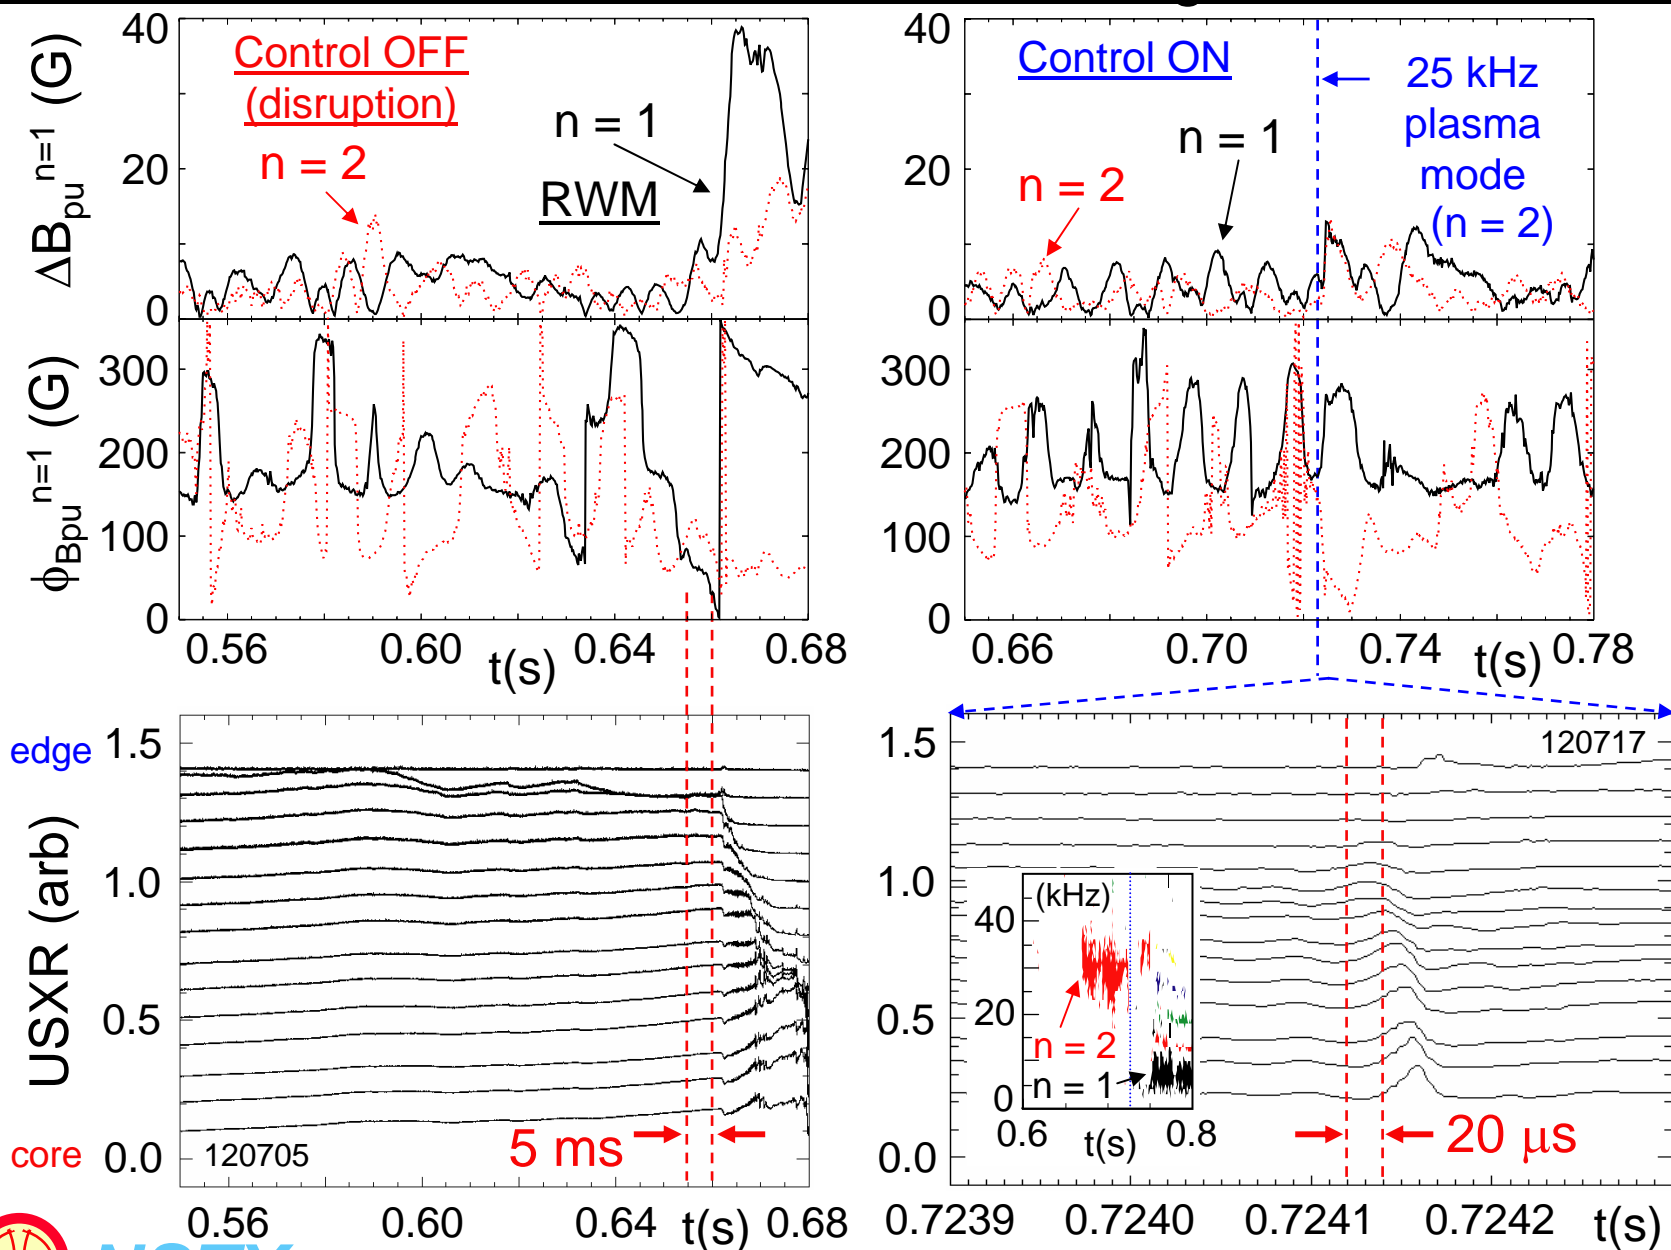 40
20
0
ΔBpu n=1 (G)
Control OFF
(disruption)
n = 2
n = 1
RWM
300
200
100
0
ϕBpu n=1 (G)
0.56 0.60 0.64 0.68
t(s)
40
20
0
Control ON
n = 2
n = 1
25 kHz
plasma
mode
(n = 2)
300
200
100
0
0.66 0.70 0.74 0.78
t(s)
edge
core
USXR (arb)
1.5
1.0
0.5
0.0
120705
5 ms
0.56 0.60 0.64 0.68
t(s)
1.5
1.0
0.5
0.0
120717
(kHz)
40
20
0
n = 2
n = 1
0.6 0.8
t(s)
20 μs
0.7239 0.7240 0.7241 0.7242
t(s)
NSTX